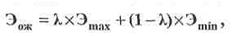 Э_ож = λ×Э_max + (1−λ)×Э_min ,